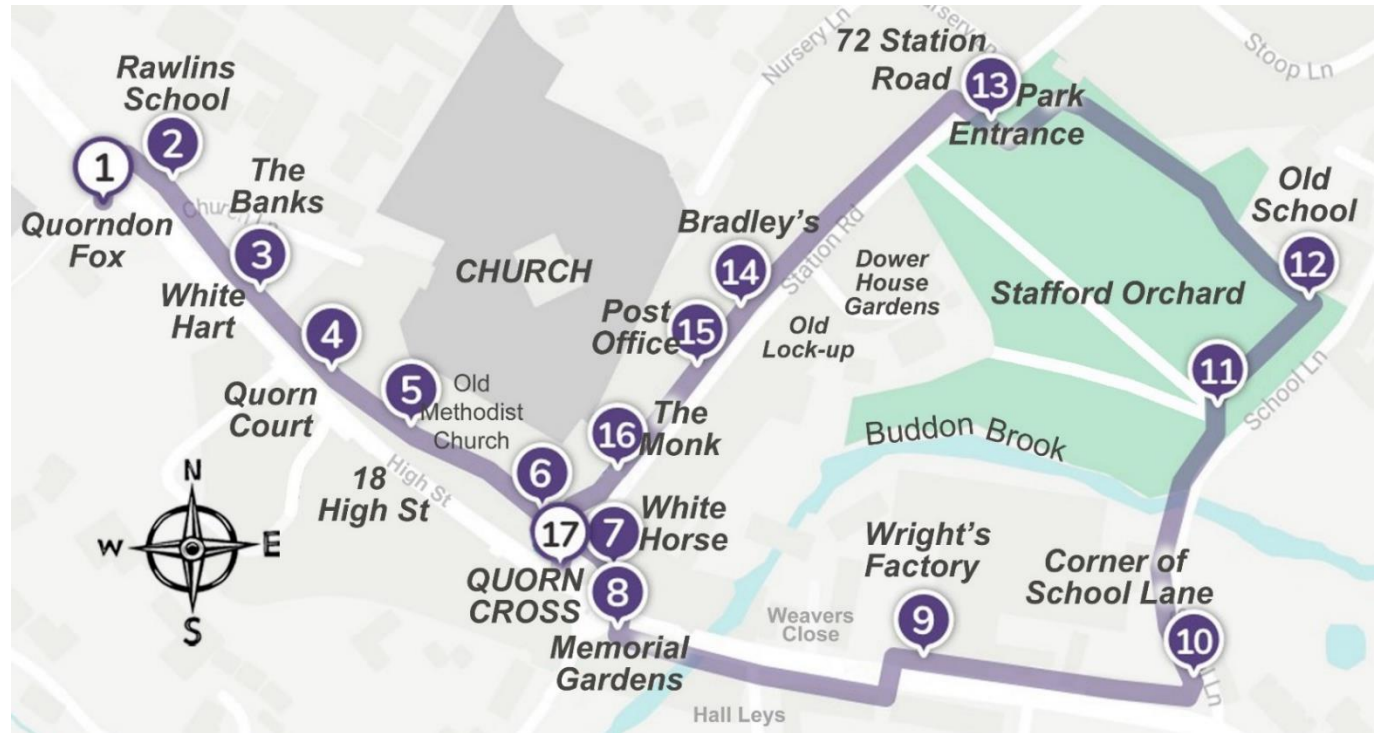 Nursery Ln
72 Station
Road
Stoop Ln
13
Park
Entrance
Rawlins
School
2
1
The
Banks
Quorndon
Fox
3
Church Ln
White
Hart
Bradley's
14
Station Rd
Old
School
12
CHURCH
Dower
House
Gardens
Stafford Orchard
Post
Office
15
Old
Lock-up
4
Quorn
Court
5
Old
Methodist
Church
11
School Ln
The
Monk
16
Buddon Brook
18
High St
High St
6
17
7
White
Horse
QUORN
CROSS
8
Memorial
Gardens
Wright's
Factory
9
Weavers
Close
Corner of
School Lane
10
Ln
Hall Leys
N
W
E
S